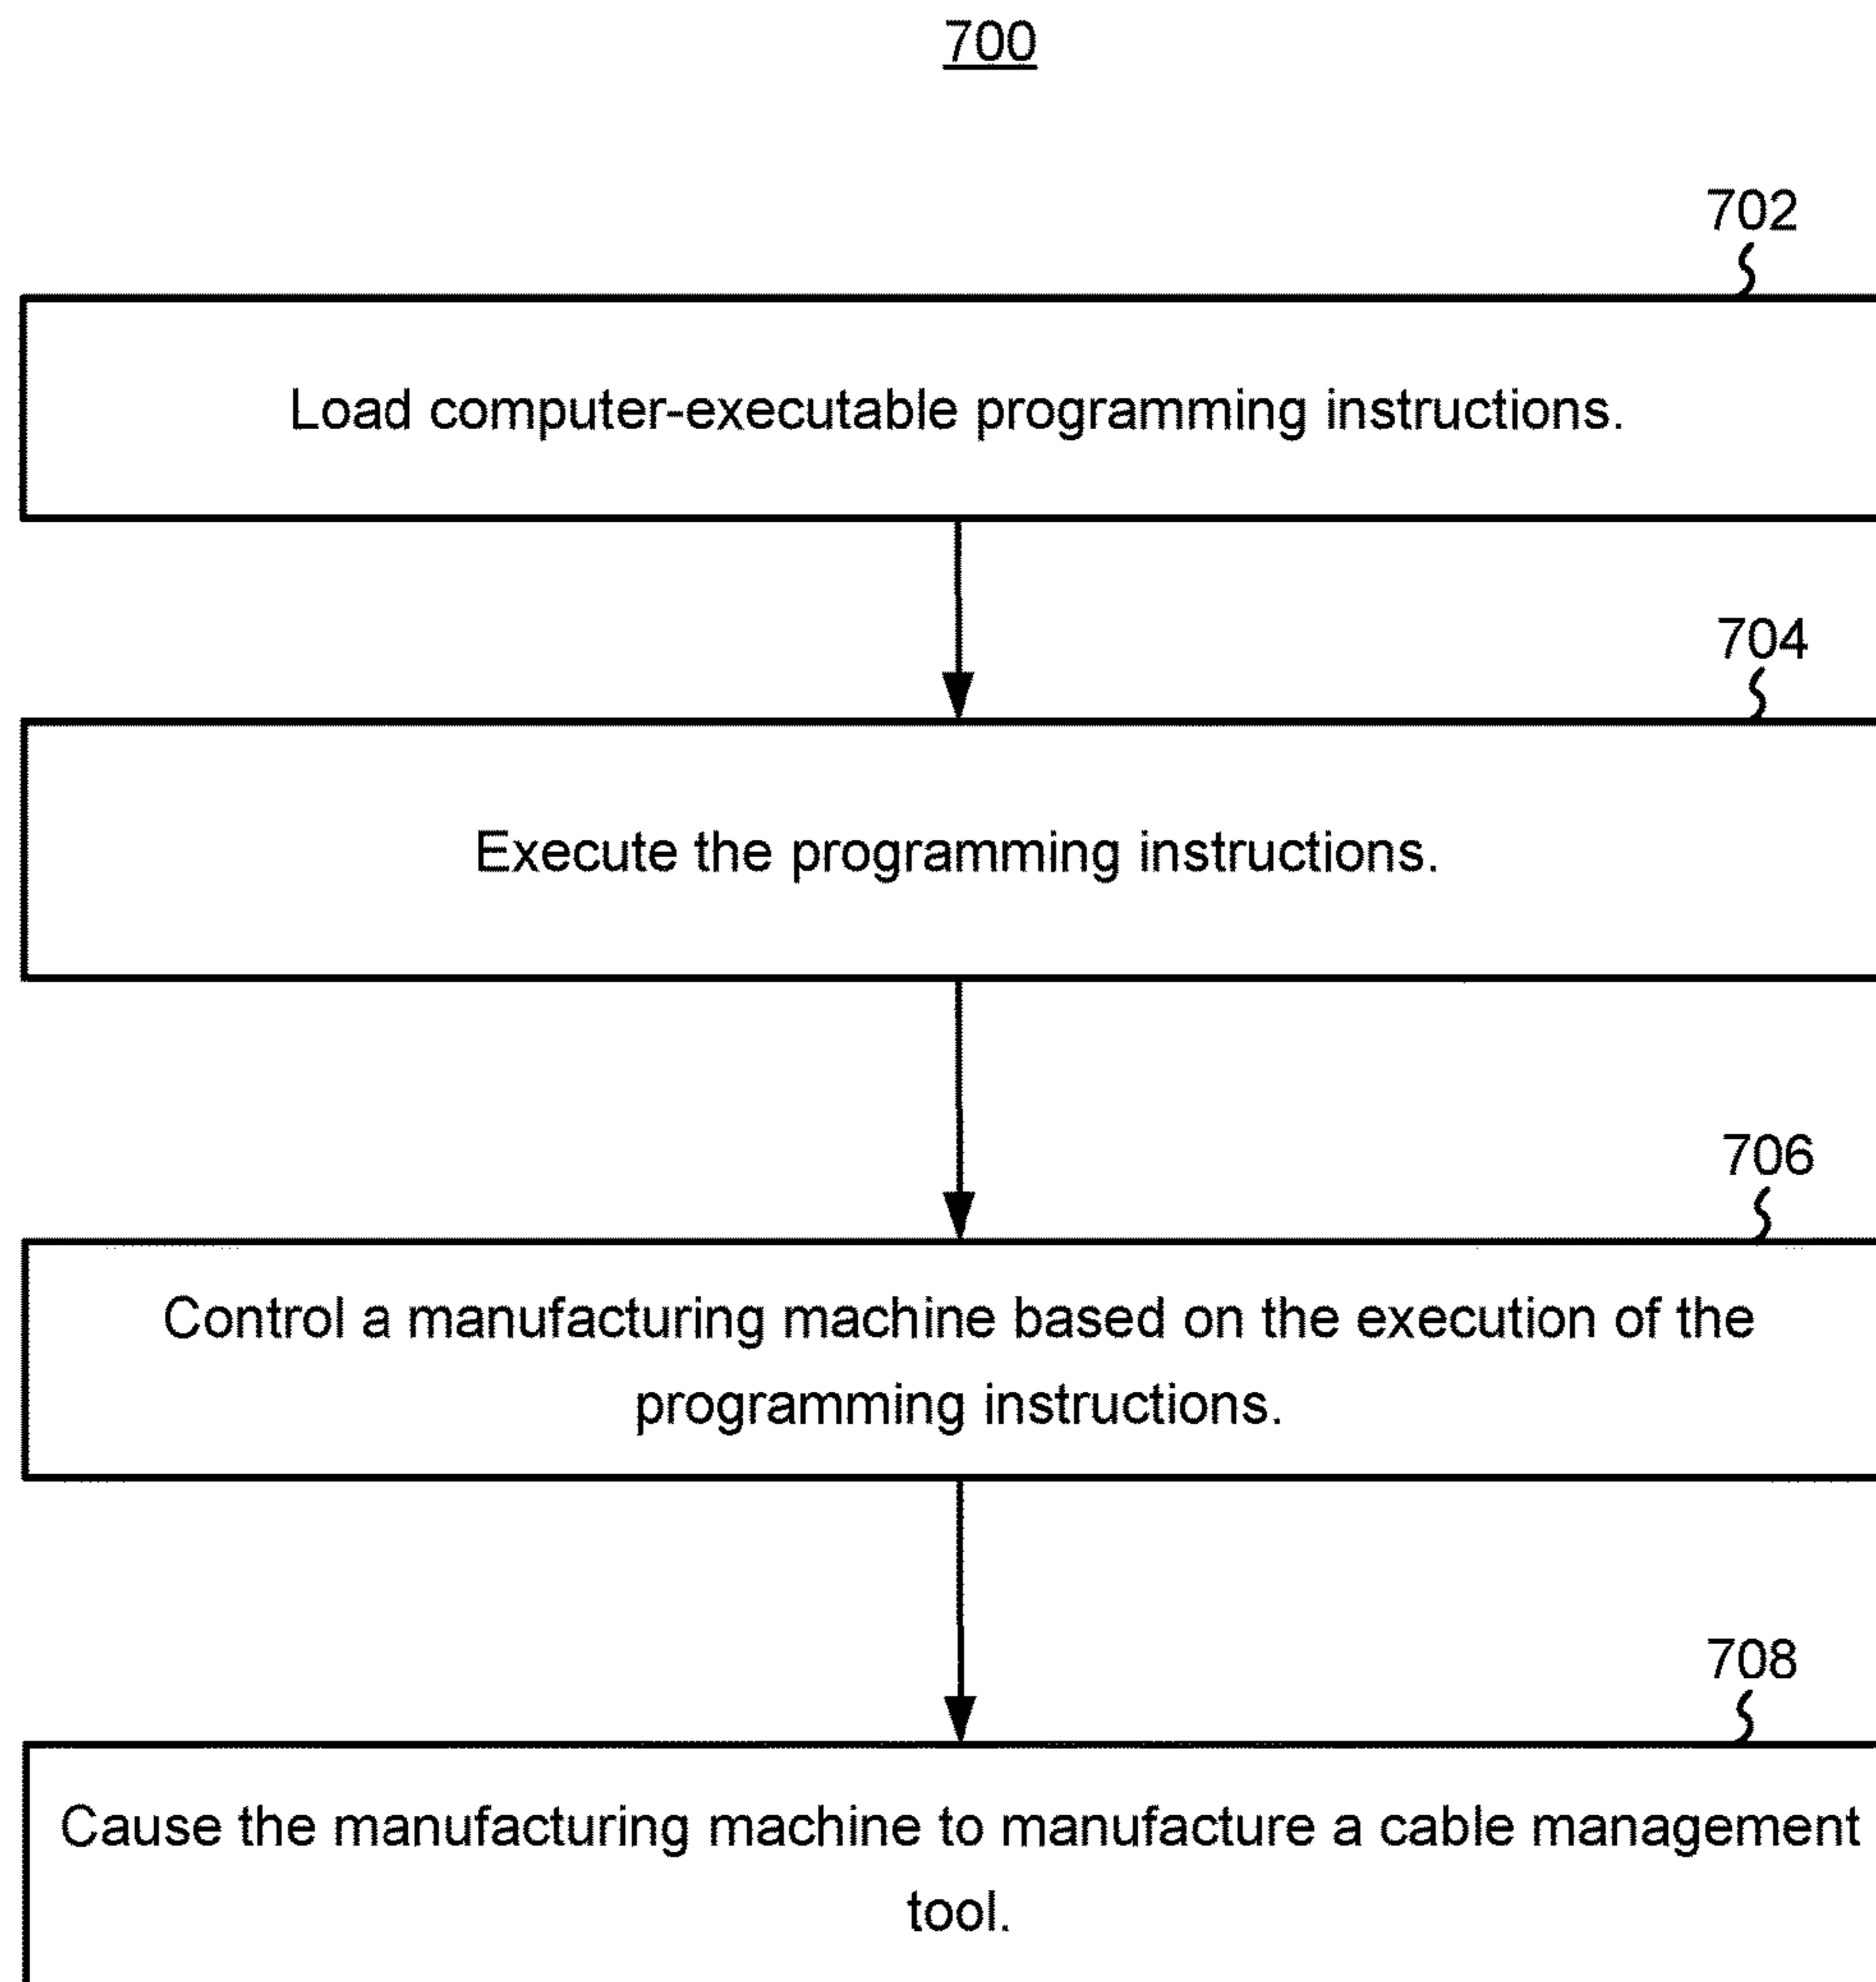 700
702
Load computer-executable programming instructions.
704
Execute the programming instructions.
706
Control a manufacturing machine based on the execution of the
programming instructions.
708
Cause the manufacturing machine to manufacture a cable management
tool.